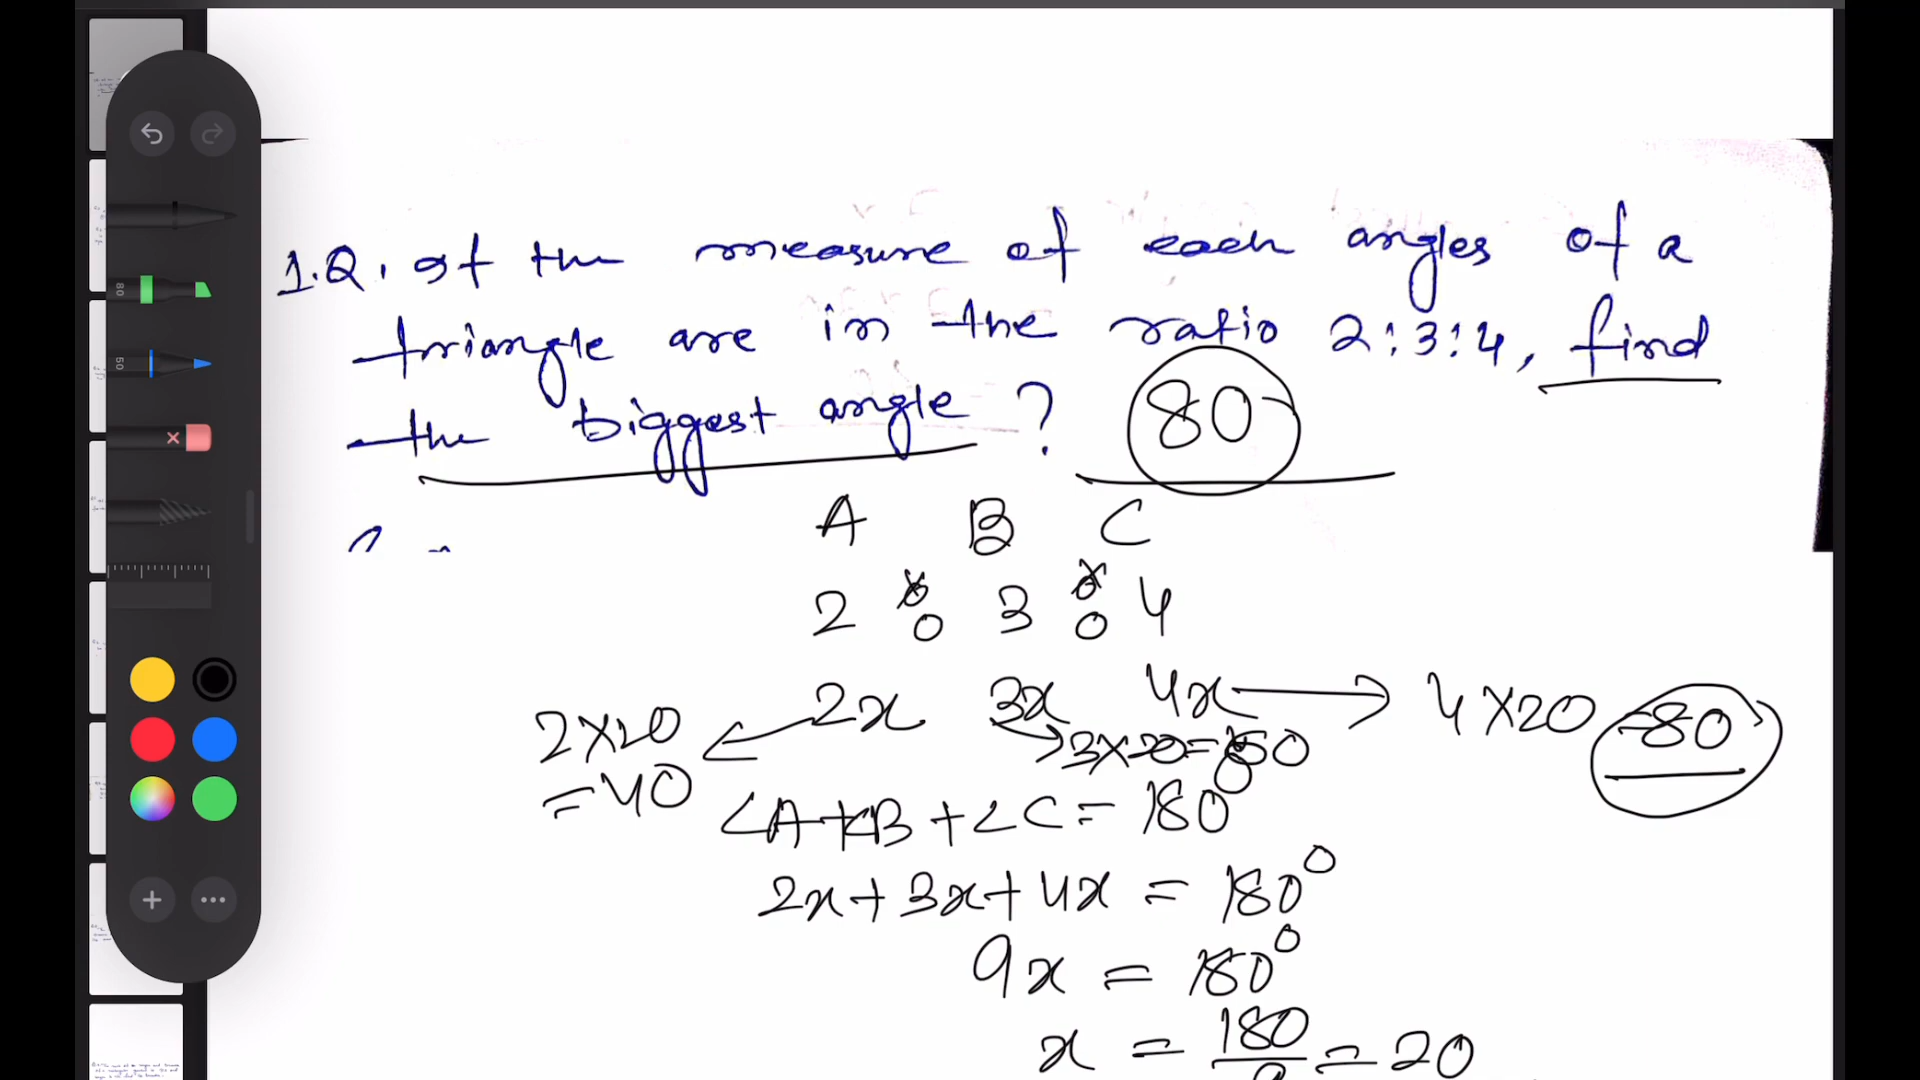 1.Q. If the measure of each angles of a
triangle are in the ratio 2:3:4, find
the biggest angle? 80
A B C
2 : 3 : 4
2x 3x 4x → 4×20 = 80
2×20 3×20=60
=40
∠A+∠B+∠C= 180°
2x+3x+4x = 180°
9x = 180°
x = 180 = 20
80
50